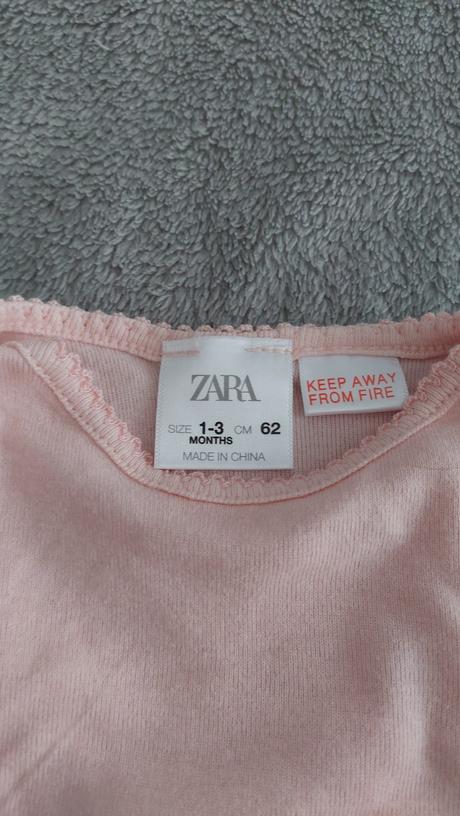 ZARA
SIZE 1-3 CM 62
MONTHS
MADE IN CHINA
KEEP AWAY
FROM FIRE